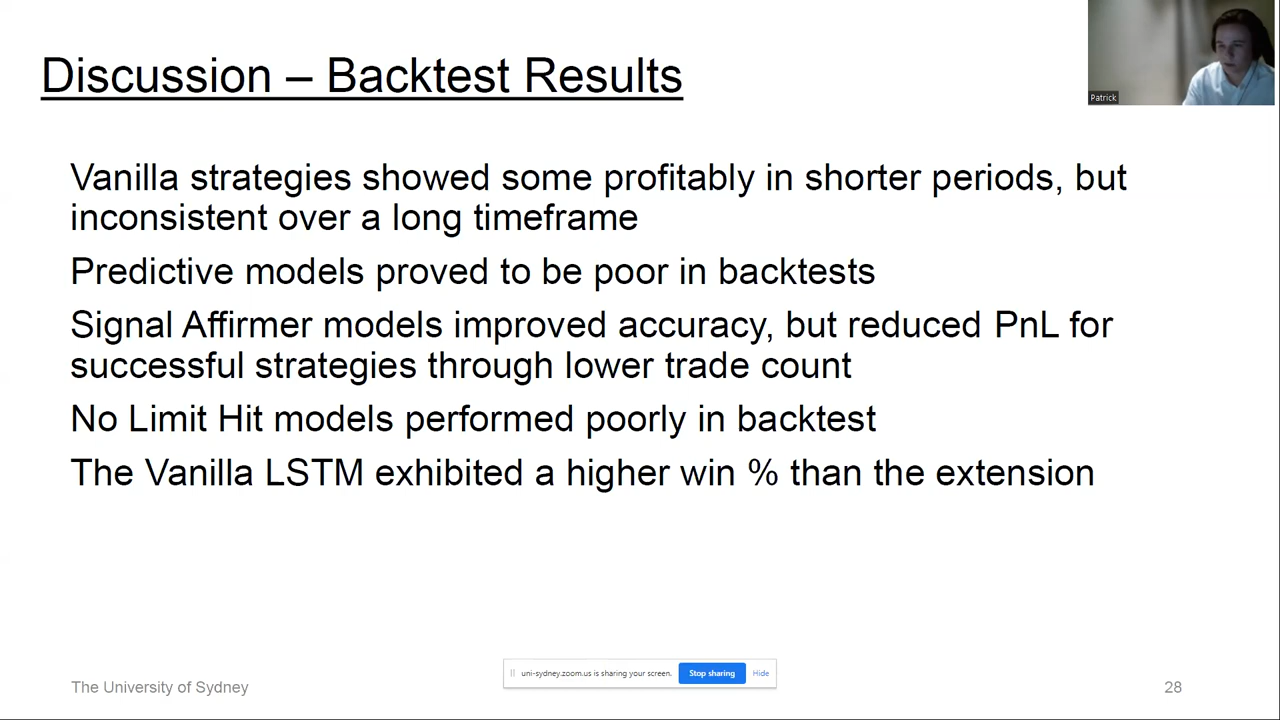 Discussion – Backtest Results
Patrick
Vanilla strategies showed some profitably in shorter periods, but
inconsistent over a long timeframe
Predictive models proved to be poor in backtests
Signal Affirmer models improved accuracy, but reduced PnL for
successful strategies through lower trade count
No Limit Hit models performed poorly in backtest
The Vanilla LSTM exhibited a higher win % than the extension
uni-sydney.zoom.us is sharing your screen. Stop sharing Hide
The University of Sydney 28